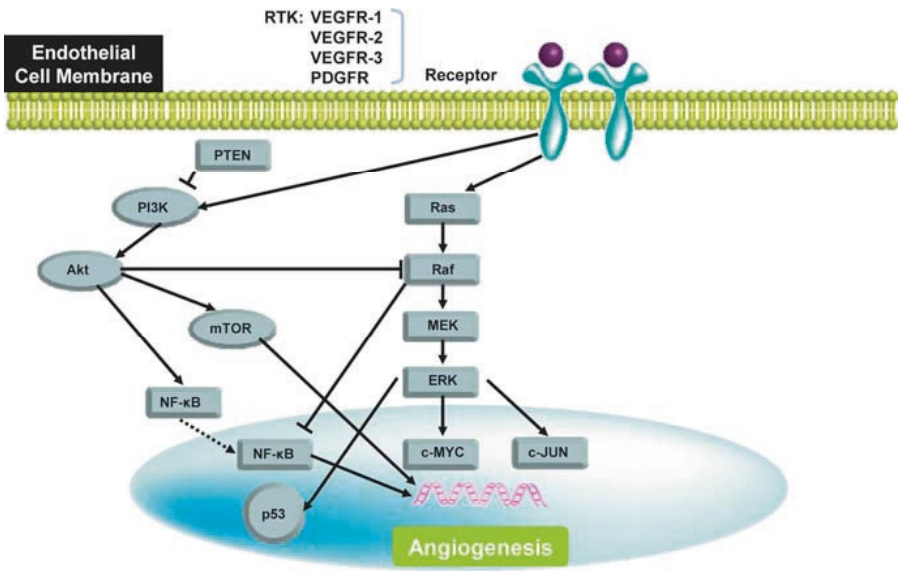 RTK: VEGFR-1
VEGFR-2
VEGFR-3
PDGFR
Endothelial
Cell Membrane
Receptor
PTEN
PI3K
Ras
Akt
Raf
mTOR
MEK
ERK
NF-κB
NF-κB
c-MYC
c-JUN
p53
Angiogenesis